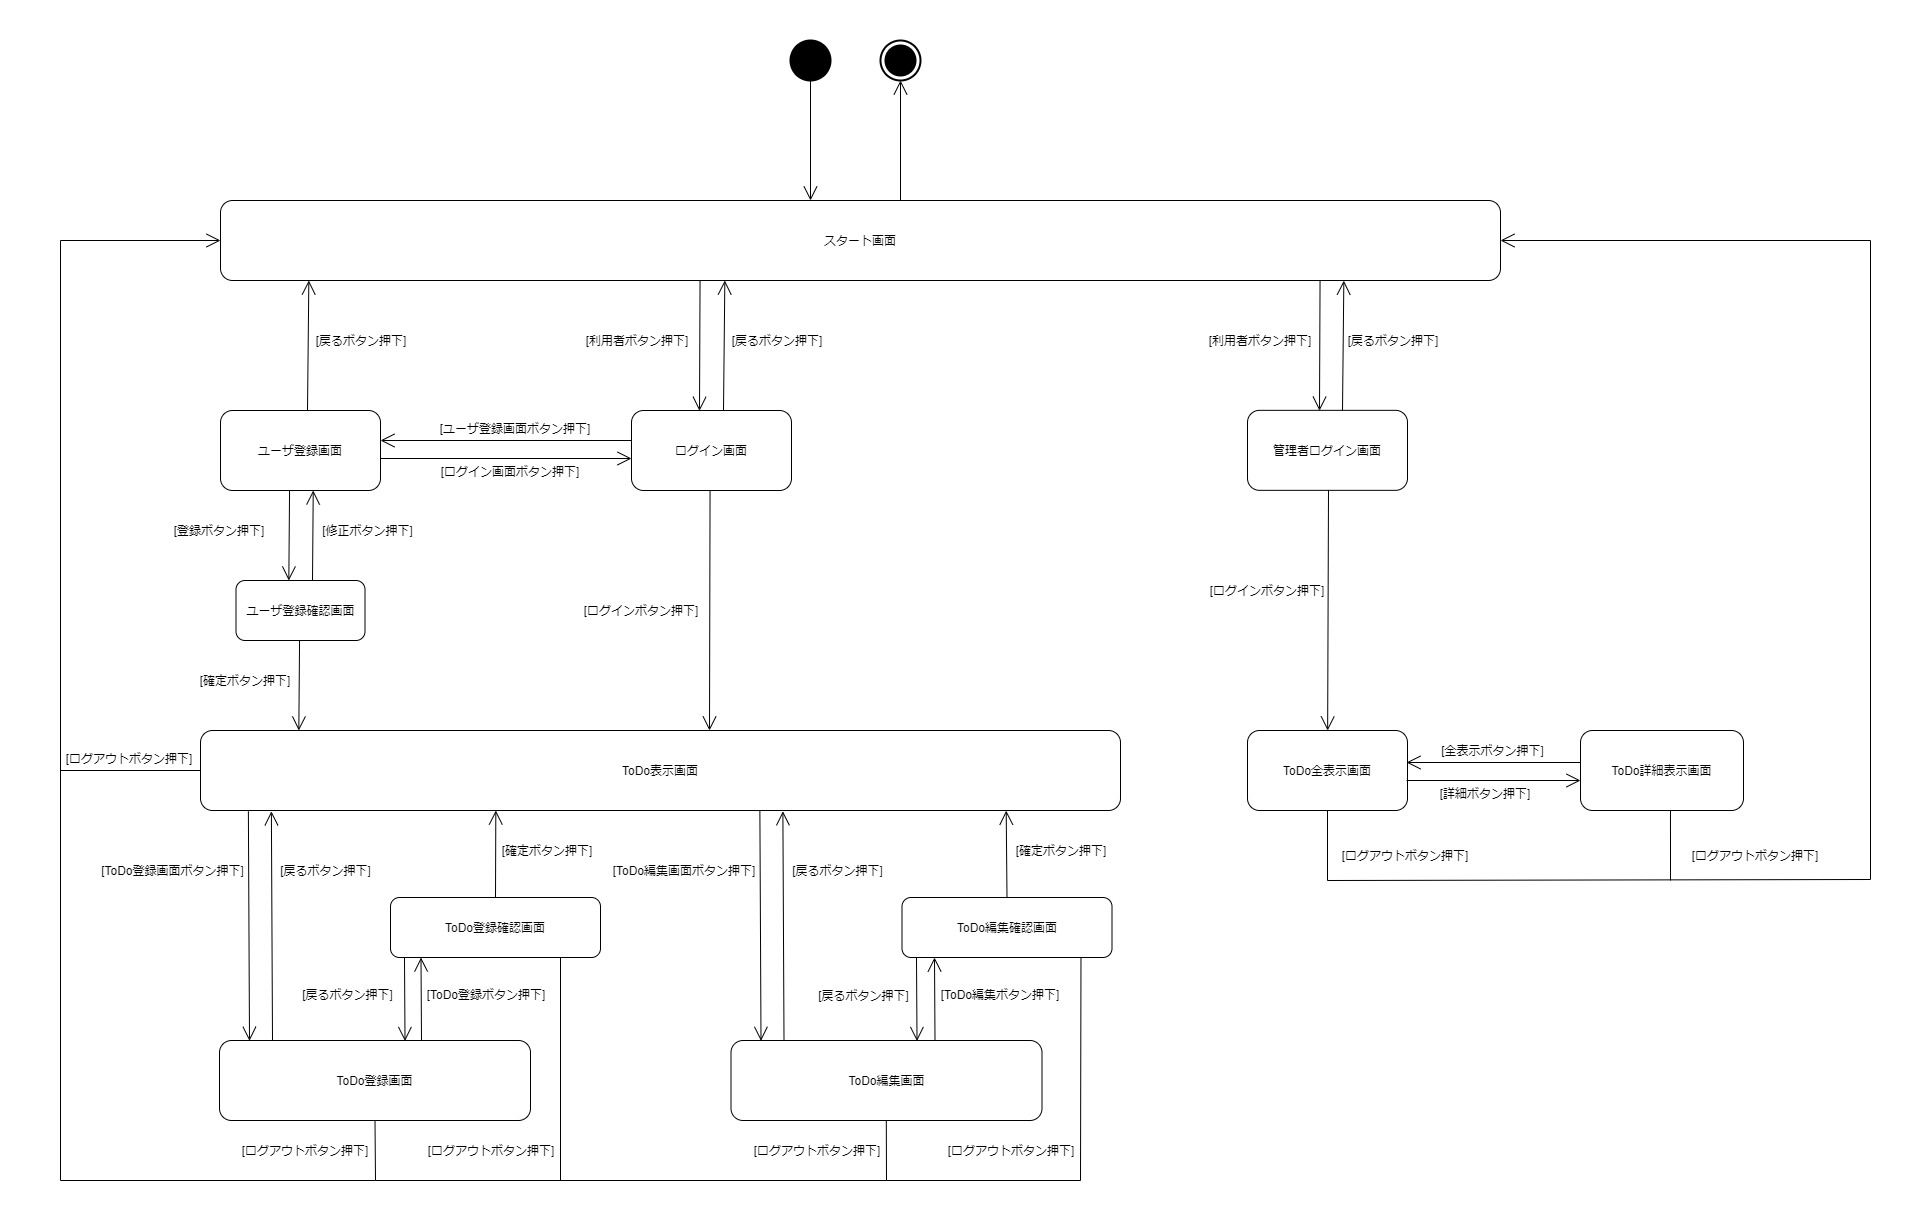 スタート画面
[戻るボタン押下]
[利用者ボタン押下]
[戻るボタン押下]
[利用者ボタン押下]
[戻るボタン押下]
ユーザ登録画面
[ユーザ登録画面ボタン押下]
[ログイン画面ボタン押下]
ログイン画面
管理者ログイン画面
[登録ボタン押下]
[修正ボタン押下]
ユーザ登録確認画面
[ログインボタン押下]
[ログインボタン押下]
[確定ボタン押下]
[ログアウトボタン押下]
ToDo表示画面
ToDo全表示画面
[全表示ボタン押下]
[詳細ボタン押下]
ToDo詳細表示画面
[ToDo登録画面ボタン押下]
[戻るボタン押下]
[確定ボタン押下]
[ToDo編集画面ボタン押下]
[戻るボタン押下]
[確定ボタン押下]
[ログアウトボタン押下]
[ログアウトボタン押下]
ToDo登録確認画面
ToDo編集確認画面
[戻るボタン押下]
[ToDo登録ボタン押下]
[戻るボタン押下]
[ToDo編集ボタン押下]
ToDo登録画面
ToDo編集画面
[ログアウトボタン押下]
[ログアウトボタン押下]
[ログアウトボタン押下]
[ログアウトボタン押下]